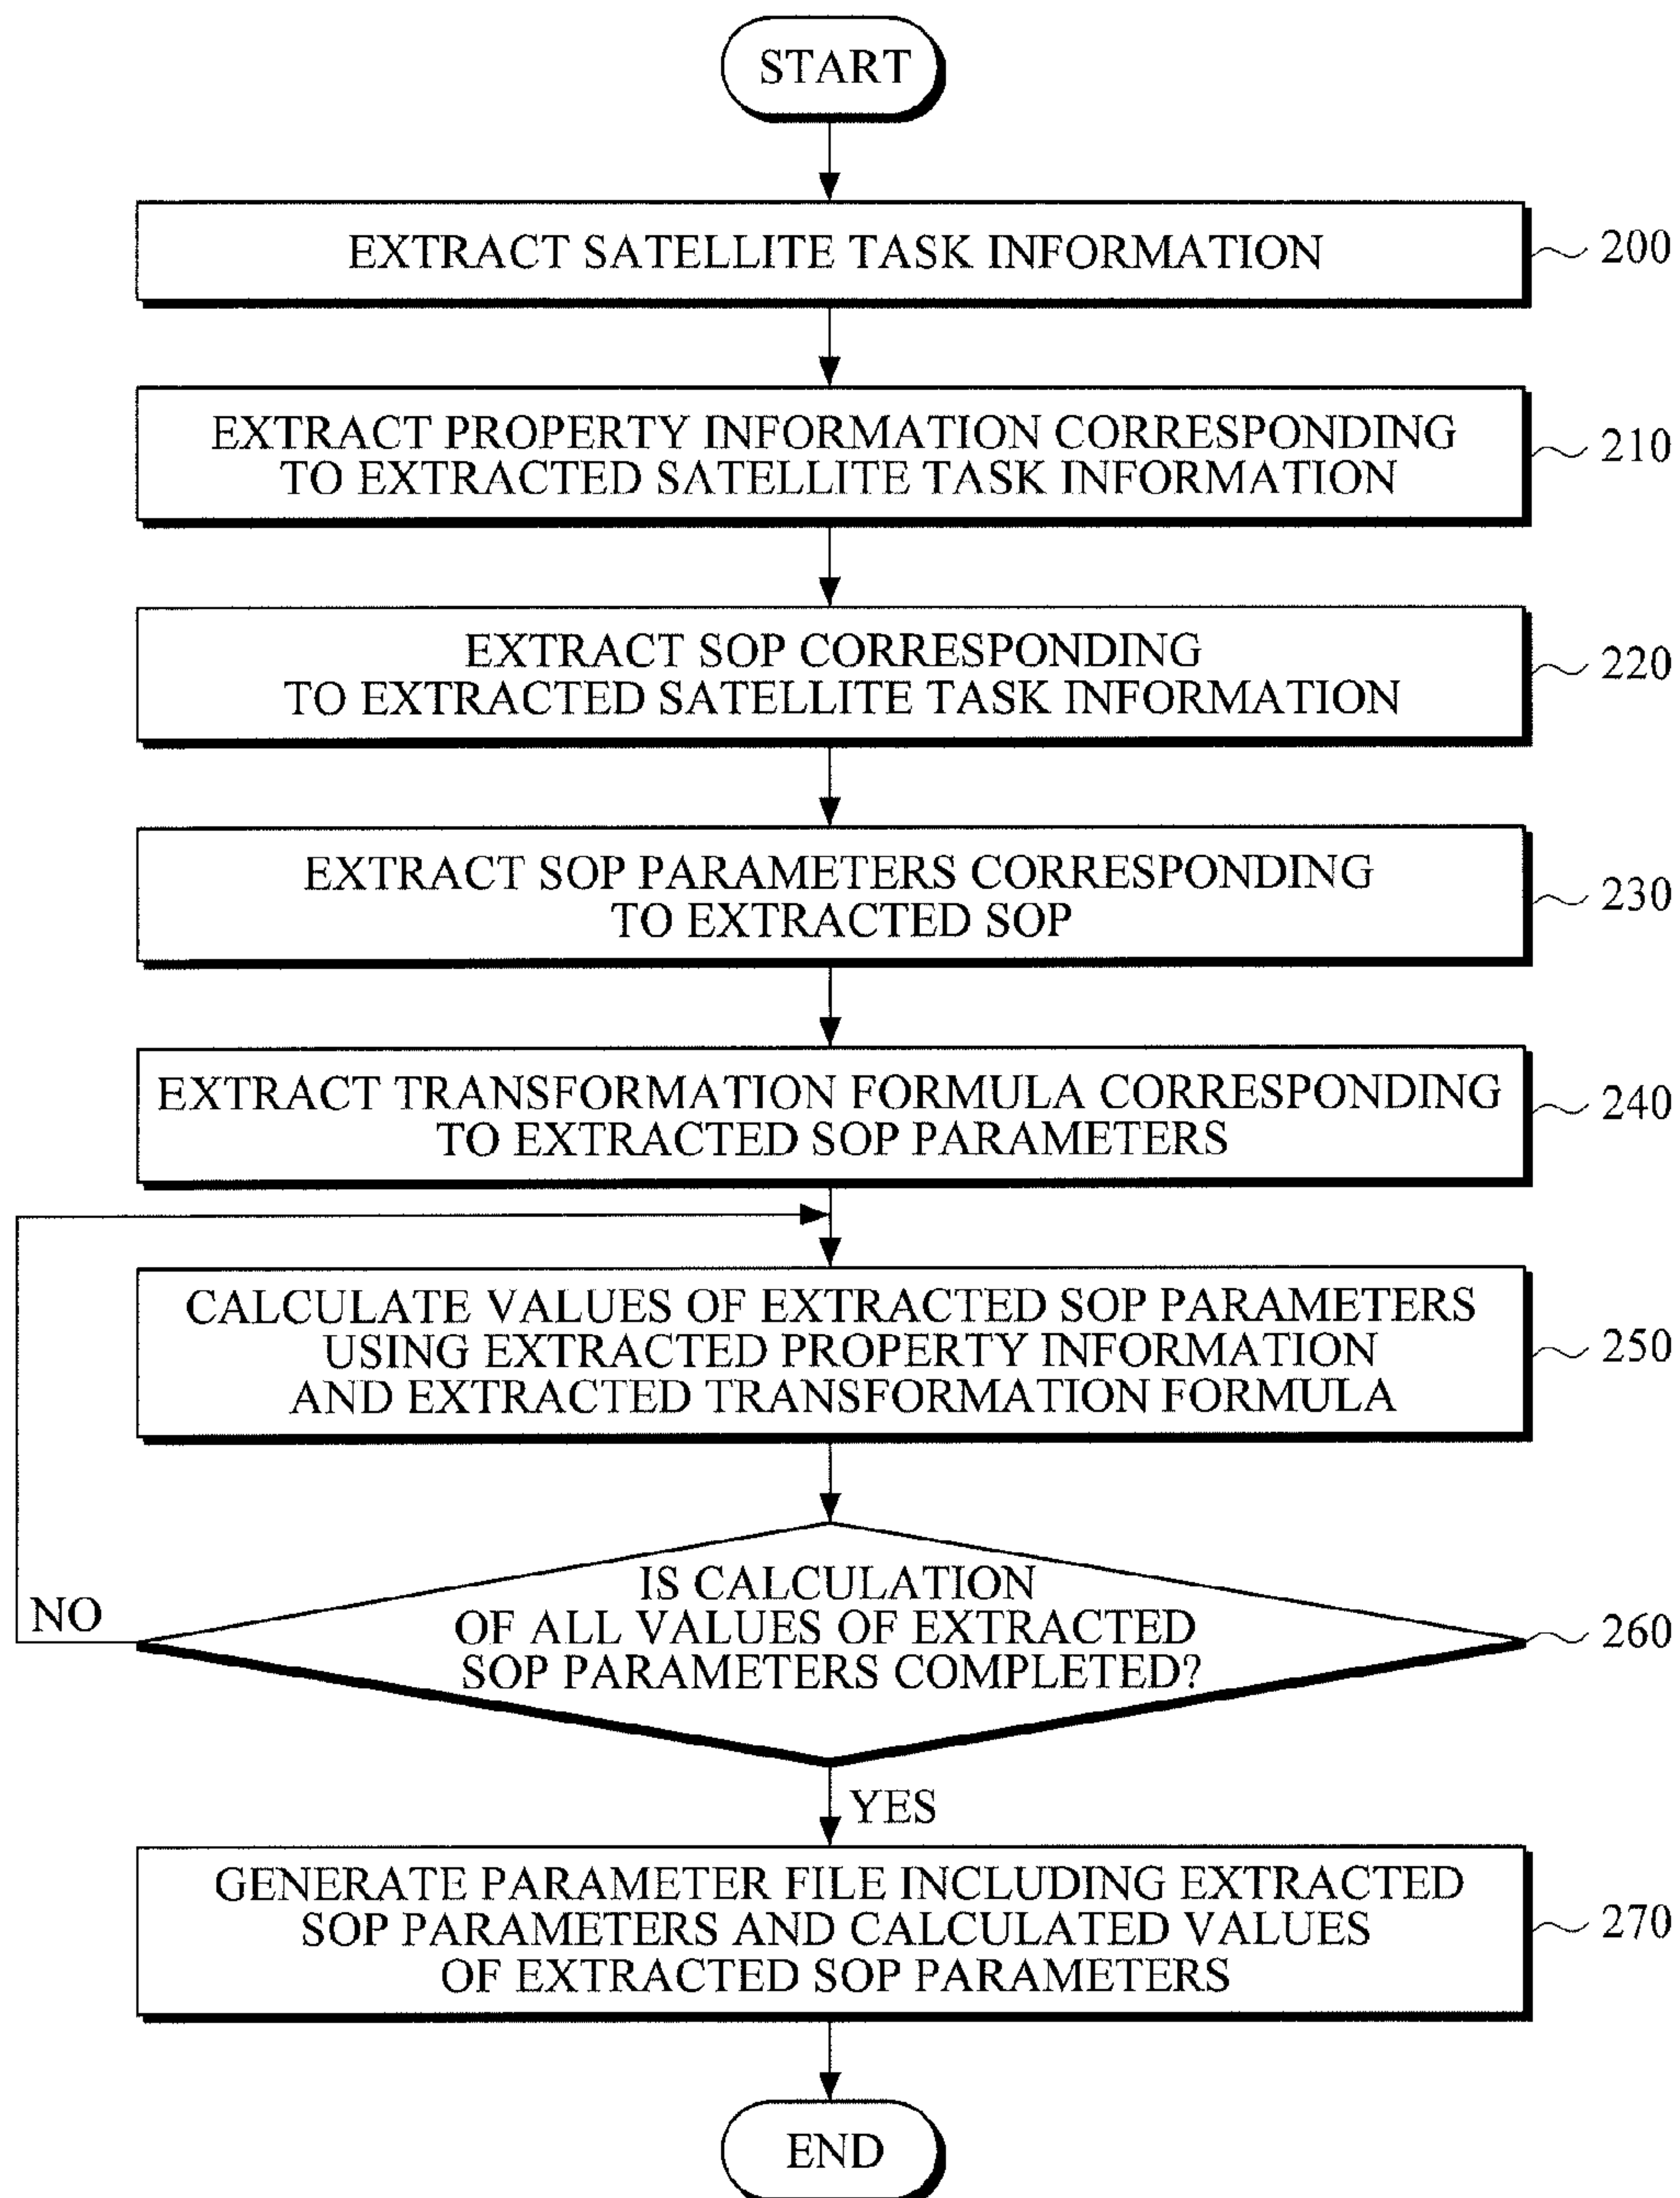 START
EXTRACT SATELLITE TASK INFORMATION
200
EXTRACT PROPERTY INFORMATION CORRESPONDING
TO EXTRACTED SATELLITE TASK INFORMATION
210
EXTRACT SOP CORRESPONDING
TO EXTRACTED SATELLITE TASK INFORMATION
220
EXTRACT SOP PARAMETERS CORRESPONDING
TO EXTRACTED SOP
230
EXTRACT TRANSFORMATION FORMULA CORRESPONDING
TO EXTRACTED SOP PARAMETERS
240
CALCULATE VALUES OF EXTRACTED SOP PARAMETERS
USING EXTRACTED PROPERTY INFORMATION
AND EXTRACTED TRANSFORMATION FORMULA
250
IS CALCULATION
OF ALL VALUES OF EXTRACTED
SOP PARAMETERS COMPLETED?
260
NO
YES
GENERATE PARAMETER FILE INCLUDING EXTRACTED
SOP PARAMETERS AND CALCULATED VALUES
OF EXTRACTED SOP PARAMETERS
270
END